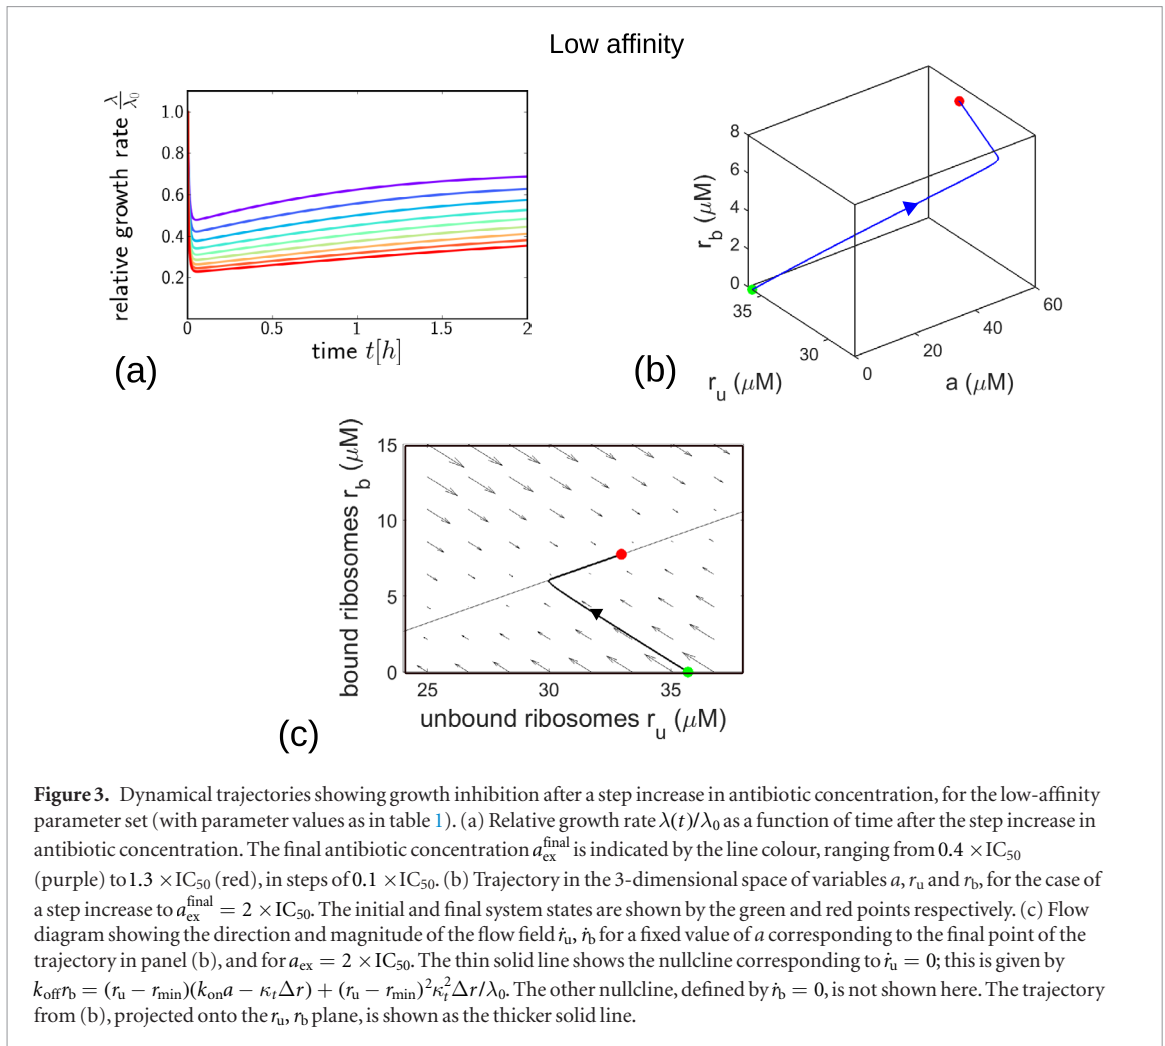 Low affinity
relative growth rate λ/λ0
1.0
0.8
0.6
0.4
0.2
0 0.5 1 1.5 2
time t[h]
(a)
rb (μM)
8
6
4
2
0
35
30
ru (μM)
0
20
40
60
a (μM)
(b)
bound ribosomes rb (μM)
15
10
5
0
25 30 35
unbound ribosomes ru (μM)
(c)
Figure 3. Dynamical trajectories showing growth inhibition after a step increase in antibiotic concentration, for the low-affinity
parameter set (with parameter values as in table 1). (a) Relative growth rate λ(t)/λ0 as a function of time after the step increase in
antibiotic concentration. The final antibiotic concentration a_ex^final is indicated by the line colour, ranging from 0.4 × IC50
(purple) to 1.3 × IC50 (red), in steps of 0.1 × IC50. (b) Trajectory in the 3-dimensional space of variables a, ru and rb, for the case of
a step increase to a_ex^final = 2 × IC50. The initial and final system states are shown by the green and red points respectively. (c) Flow
diagram showing the direction and magnitude of the flow field ṙu, ṙb for a fixed value of a corresponding to the final point of the
trajectory in panel (b), and for aex = 2 × IC50. The thin solid line shows the nullcline corresponding to ṙu = 0; this is given by
koff rb = (ru − rmin)(kon a − κt Δr) + (ru − rmin)²κt²Δr/λ0. The other nullcline, defined by ṙb = 0, is not shown here. The trajectory
from (b), projected onto the ru, rb plane, is shown as the thicker solid line.